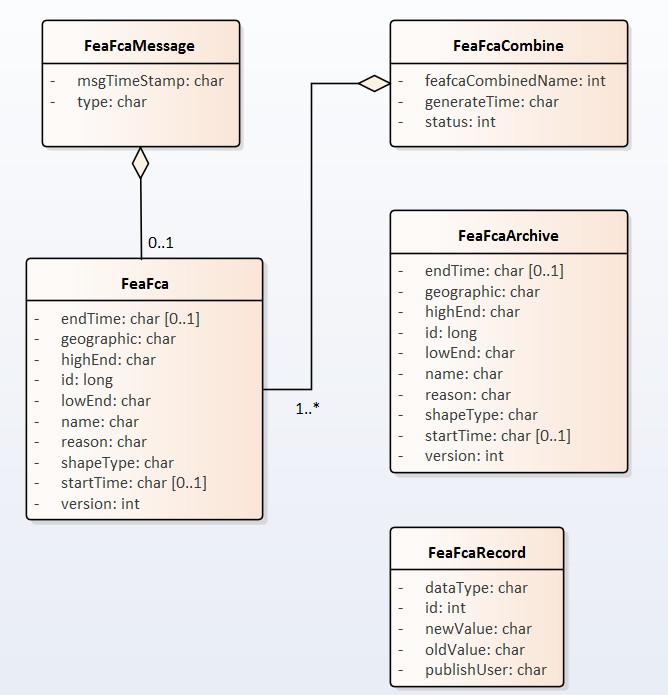 FeaFcaMessage
- msgTimeStamp: char
- type: char
FeaFcaCombine
- feafcaCombinedName: int
- generateTime: char
- status: int
0..1
FeaFca
- endTime: char [0..1]
- geographic: char
- highEnd: char
- id: long
- lowEnd: char
- name: char
- reason: char
- shapeType: char
- startTime: char [0..1]
- version: int
1..*
FeaFcaArchive
- endTime: char [0..1]
- geographic: char
- highEnd: char
- id: long
- lowEnd: char
- name: char
- reason: char
- shapeType: char
- startTime: char [0..1]
- version: int
FeaFcaRecord
- dataType: char
- id: int
- newValue: char
- oldValue: char
- publishUser: char